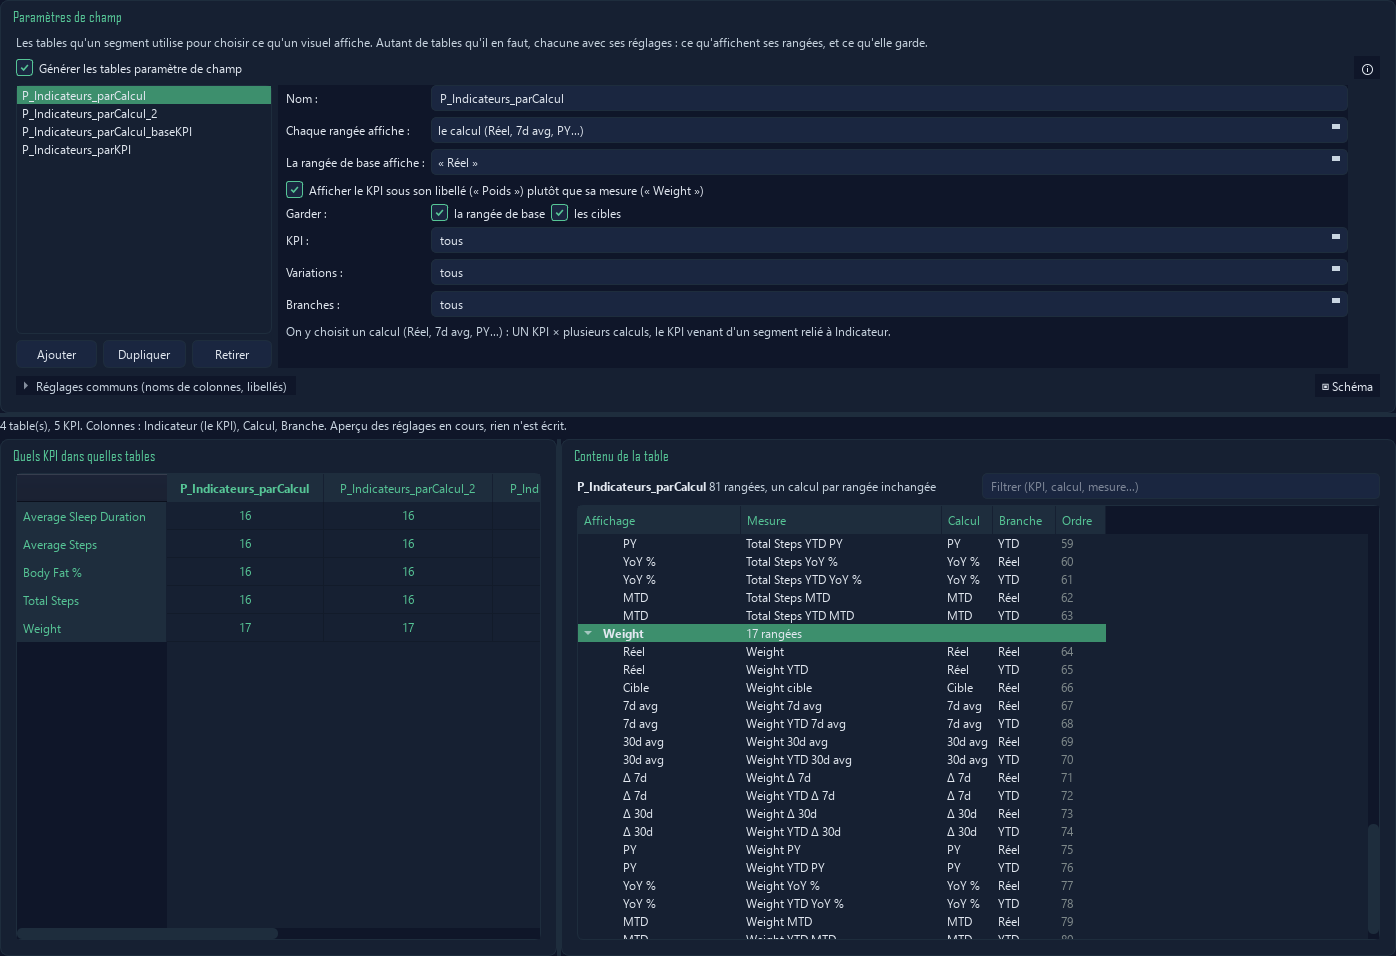 Paramètres de champ
Les tables qu'un segment utilise pour choisir ce qu'un visuel affiche. Autant de tables qu'il en faut, chacune avec ses réglages : ce qu'affichent ses rangées, et ce qu'elle garde.
Générer les tables paramètre de champ
P_Indicateurs_parCalcul
P_Indicateurs_parCalcul_2
P_Indicateurs_parCalcul_baseKPI
P_Indicateurs_parKPI
Ajouter Dupliquer Retirer
Nom : P_Indicateurs_parCalcul
Chaque rangée affiche : le calcul (Réel, 7d avg, PY...)
La rangée de base affiche : « Réel »
Afficher le KPI sous son libellé (« Poids ») plutôt que sa mesure (« Weight »)
Garder : la rangée de base les cibles
KPI : tous
Variations : tous
Branches : tous
On y choisit un calcul (Réel, 7d avg, PY...) : UN KPI × plusieurs calculs, le KPI venant d'un segment relié à Indicateur.
Réglages communs (noms de colonnes, libellés)
Schéma
4 table(s), 5 KPI. Colonnes : Indicateur (le KPI), Calcul, Branche. Aperçu des réglages en cours, rien n'est écrit.
Quels KPI dans quelles tables
P_Indicateurs_parCalcul P_Indicateurs_parCalcul_2 P_Ind
Average Sleep Duration 16 16
Average Steps 16 16
Body Fat % 16 16
Total Steps 16 16
Weight 17 17
Contenu de la table
P_Indicateurs_parCalcul 81 rangées, un calcul par rangée inchangée
Filtrer (KPI, calcul, mesure...)
Affichage Mesure Calcul Branche Ordre
PY Total Steps YTD PY PY YTD 59
YoY % Total Steps YoY % YoY % Réel 60
YoY % Total Steps YTD YoY % YoY % YTD 61
MTD Total Steps MTD MTD Réel 62
MTD Total Steps YTD MTD MTD YTD 63
Weight 17 rangées
Réel Weight Réel Réel 64
Réel Weight YTD Réel YTD 65
Cible Weight cible Cible Réel 66
7d avg Weight 7d avg 7d avg Réel 67
7d avg Weight YTD 7d avg 7d avg YTD 68
30d avg Weight 30d avg 30d avg Réel 69
30d avg Weight YTD 30d avg 30d avg YTD 70
Δ 7d Weight Δ 7d Δ 7d Réel 71
Δ 7d Weight YTD Δ 7d Δ 7d YTD 72
Δ 30d Weight Δ 30d Δ 30d Réel 73
Δ 30d Weight YTD Δ 30d Δ 30d YTD 74
PY Weight PY PY Réel 75
PY Weight YTD PY PY YTD 76
YoY % Weight YoY % YoY % Réel 77
YoY % Weight YTD YoY % YoY % YTD 78
MTD Weight MTD MTD Réel 79
MTD Weight YTD MTD MTD YTD 80